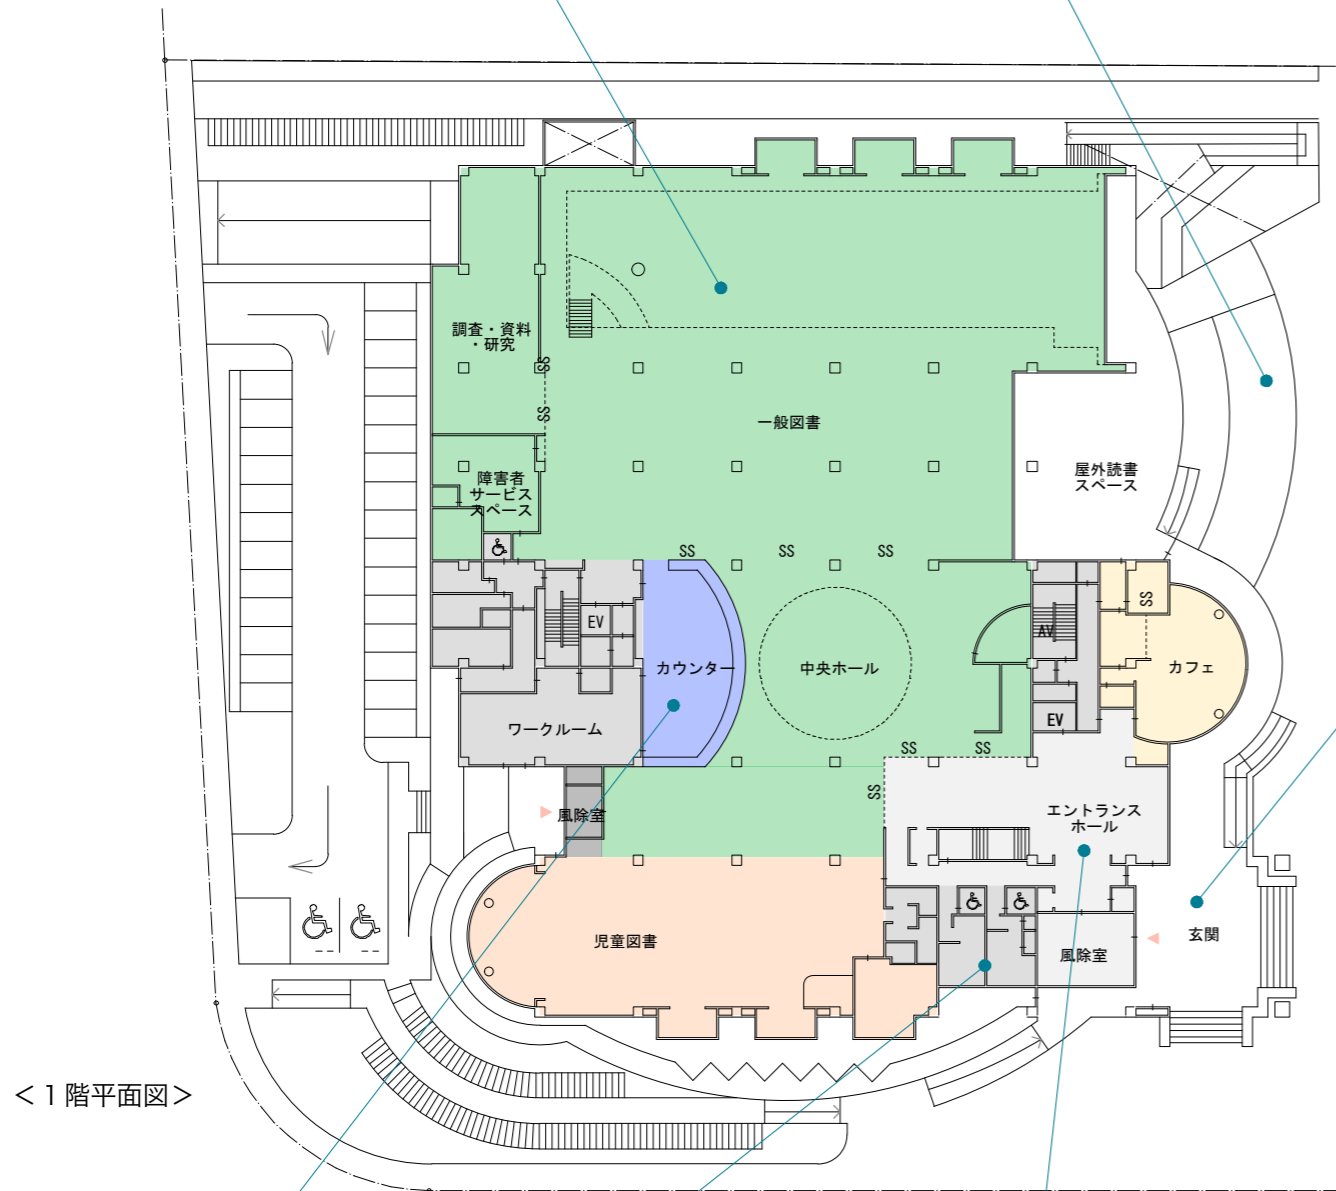 調査・資料
・研究
SS
SS
一般図書
屋外読書
スペース
障害者
サービス
スペース
SS
SS
SS
SS
EV
AV
カウンター
中央ホール
カフェ
ワークルーム
EV
SS
SS
SS
風除室
エントランス
ホール
児童図書
風除室
玄関
＜１階平面図＞